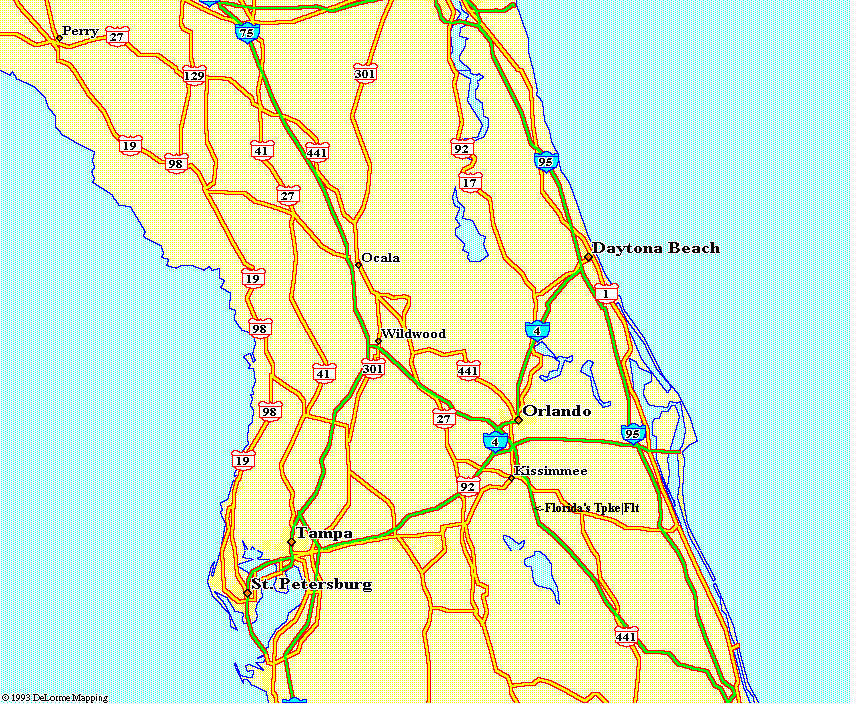 Perry
27
75
129
301
19
98
41
441
92
95
17
27
Daytona Beach
Ocala
19
1
98
4
Wildwood
301
41
441
98
27
Orlando
4
95
19
Kissimmee
92
<-Florida's Tpke|Flt
Tampa
St. Petersburg
441
© 1993 DeLorme Mapping